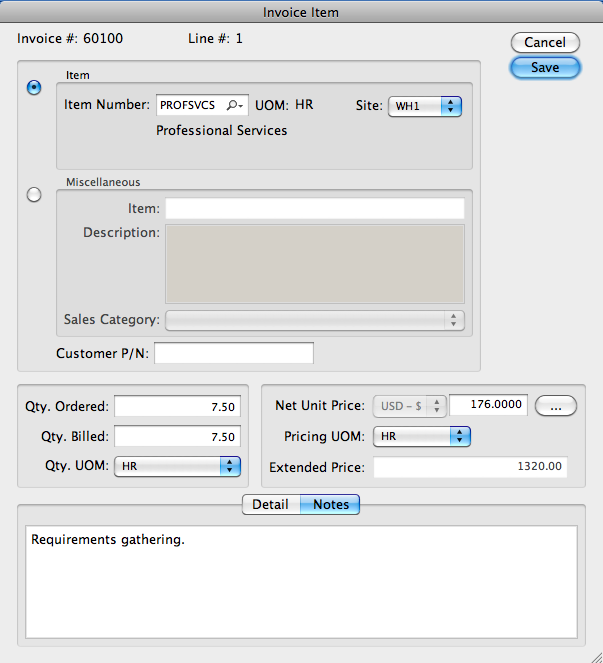 Invoice Item
Invoice #: 60100 Line #: 1
Cancel
Save
Item
Item Number: PROFSVCS UOM: HR Site: WH1
Professional Services
Miscellaneous
Item:
Description:
Sales Category:
Customer P/N:
Qty. Ordered: 7.50
Qty. Billed: 7.50
Qty. UOM: HR
Net Unit Price: USD - $ 176.0000 ...
Pricing UOM: HR
Extended Price: 1320.00
Detail Notes
Requirements gathering.